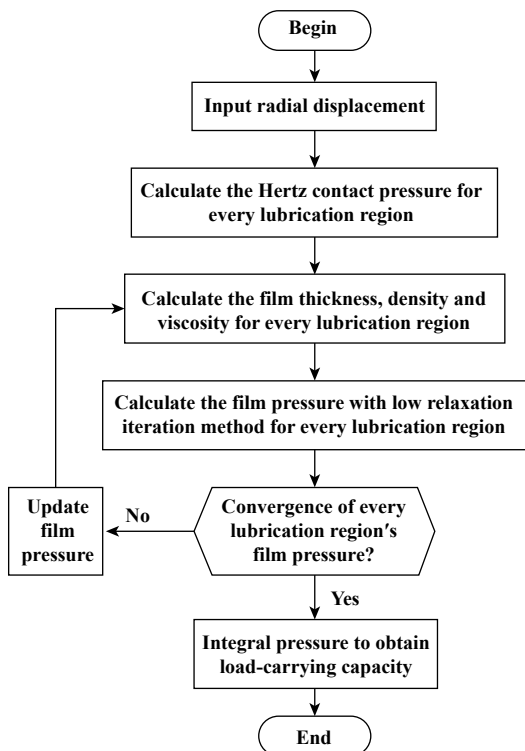 Begin
Input radial displacement
Calculate the Hertz contact pressure for
every lubrication region
Calculate the film thickness, density and
viscosity for every lubrication region
Calculate the film pressure with low relaxation
iteration method for every lubrication region
Update
film
pressure
No
Convergence of every
lubrication region′s
film pressure?
Yes
Integral pressure to obtain
load-carrying capacity
End